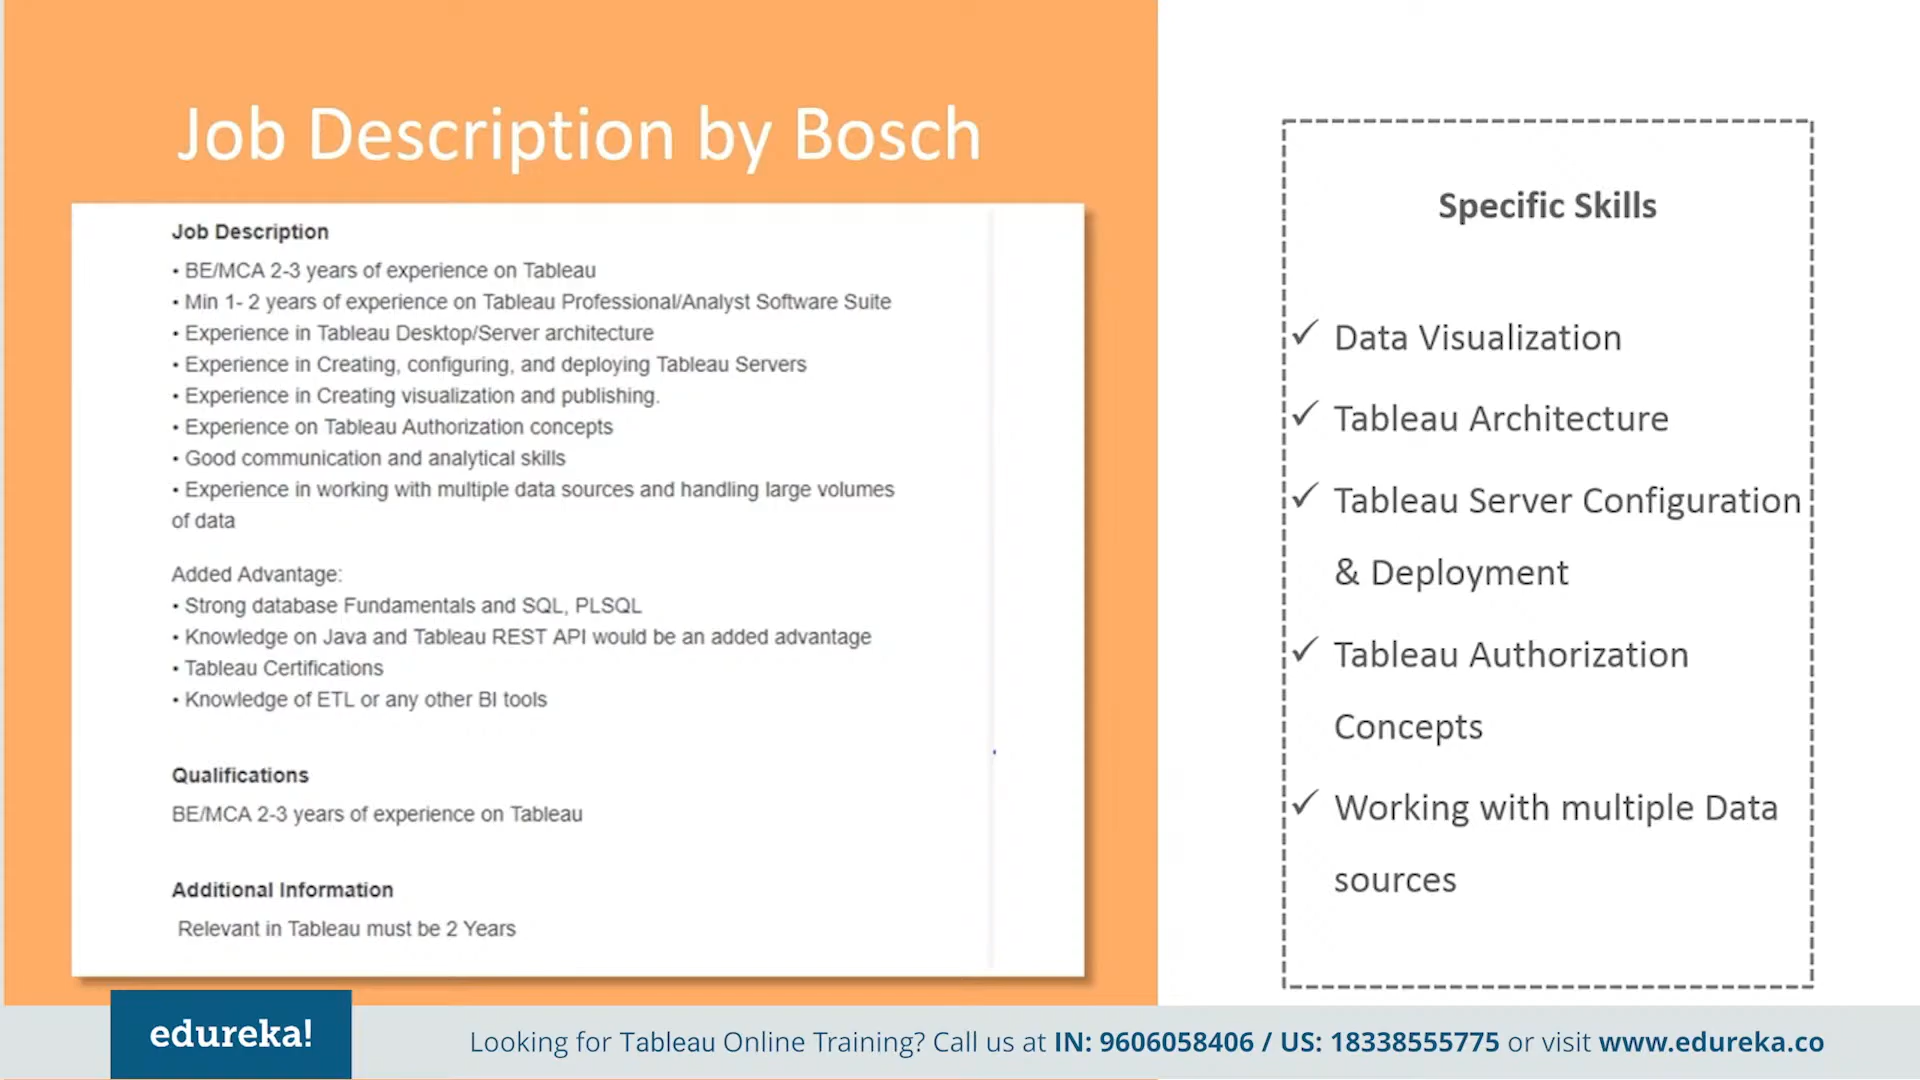 Job Description by Bosch
Job Description
• BE/MCA 2-3 years of experience on Tableau
• Min 1- 2 years of experience on Tableau Professional/Analyst Software Suite
• Experience in Tableau Desktop/Server architecture
• Experience in Creating, configuring, and deploying Tableau Servers
• Experience in Creating visualization and publishing.
• Experience on Tableau Authorization concepts
• Good communication and analytical skills
• Experience in working with multiple data sources and handling large volumes
of data
Added Advantage:
• Strong database Fundamentals and SQL, PLSQL
• Knowledge on Java and Tableau REST API would be an added advantage
• Tableau Certifications
• Knowledge of ETL or any other BI tools
Qualifications
BE/MCA 2-3 years of experience on Tableau
Additional Information
Relevant in Tableau must be 2 Years
Specific Skills
✓ Data Visualization
✓ Tableau Architecture
✓ Tableau Server Configuration
& Deployment
✓ Tableau Authorization
Concepts
✓ Working with multiple Data
sources
edureka!
Looking for Tableau Online Training? Call us at IN: 9606058406 / US: 18338555775 or visit www.edureka.co